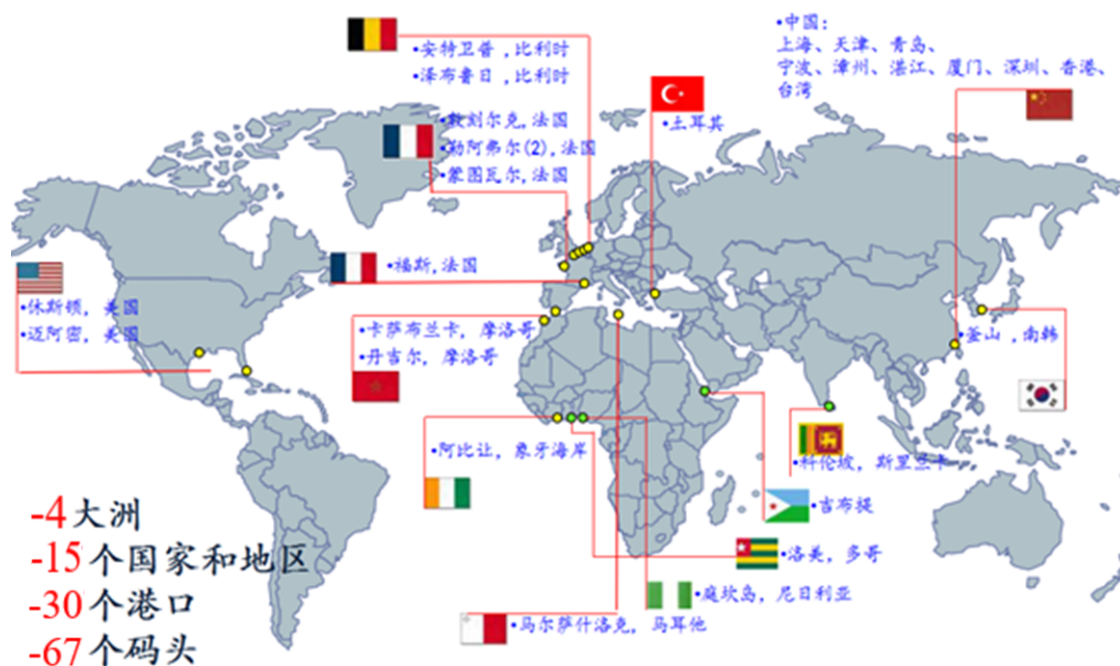 •中国：
上海、天津、青岛、
宁波、漳州、湛江、厦门、深圳、香港、
台湾
•安特卫普，比利时
•泽布鲁日，比利时
•土耳其
•敦刻尔克,法国
•勒阿弗尔(2),法国
•蒙图瓦尔,法国
•福斯,法国
•休斯顿，美国
•迈阿密，美国
•卡萨布兰卡，摩洛哥
•丹吉尔，摩洛哥
•釜山，南韩
•阿比让，象牙海岸
•科伦坡，斯里兰卡
•吉布提
•洛美，多哥
•庭坎岛，尼日利亚
•马尔萨什洛克，马耳他
-4大洲
-15个国家和地区
-30个港口
-67个码头